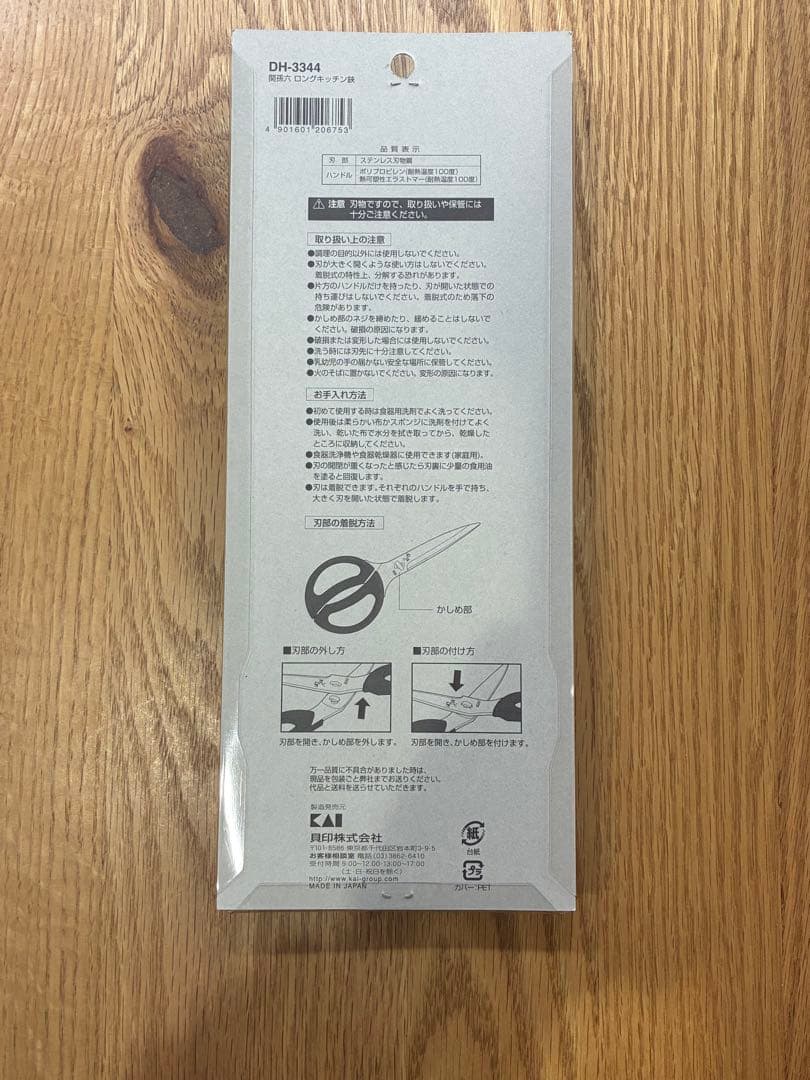 DH-3344
関孫六 ロングキッチン鋏
4 901601 206753
品質表示
刃部 ステンレス刃物鋼
ハンドル ポリプロピレン(耐熱温度100度)
熱可塑性エラストマー(耐熱温度100度)
⚠注意 刃物ですので、取り扱いや保管には
十分ご注意ください。
取り扱い上の注意
●調理の目的以外には使用しないでください。
●刃が大きく開くような使い方はしないでください。
着脱式の特性上、分解する恐れがあります。
●片方のハンドルだけを持ったり、刃が開いた状態での
持ち運びはしないでください。着脱式のため落下の
危険があります。
●かしめ部のネジを締めたり、緩めることはしないで
ください。破損の原因になります。
●破損または変形した場合には使用しないでください。
●洗う時には刃先に十分注意してください。
●乳幼児の手の届かない安全な場所に保管してください。
●火のそばに置かないでください。変形の原因になります。
お手入れ方法
●初めて使用する時は食器用洗剤でよく洗ってください。
●使用後は柔らかい布かスポンジに洗剤を付けてよく
洗い、乾いた布で水分を拭き取ってから、乾燥した
ところに収納してください。
●食器洗浄機や食器乾燥器に使用できます(家庭用)。
●刃の開閉が重くなったと感じたら刃裏に少量の食用油
を塗ると回復します。
●刃は着脱できます。それぞれのハンドルを手で持ち、
大きく刃を開いた状態で着脱します。
刃部の着脱方法
かしめ部
■刃部の外し方
■刃部の付け方
刃部を開き、かしめ部を外します。
刃部を開き、かしめ部を付けます。
万一品質に不具合がありました時は、
現品を包装ごと弊社までお送りください。
代品と送料を送らせていただきます。
製造発売元
KAI
貝印株式会社
〒101-8586 東京都千代田区岩本町3-9-5
お客様相談室 電話(03)3862-6410
受付時間 9:00~12:00・13:00~17:00
(土・日・祝日を除く)
http://www.kai-group.com
MADE IN JAPAN
紙
台紙
プラ
カバー:PET